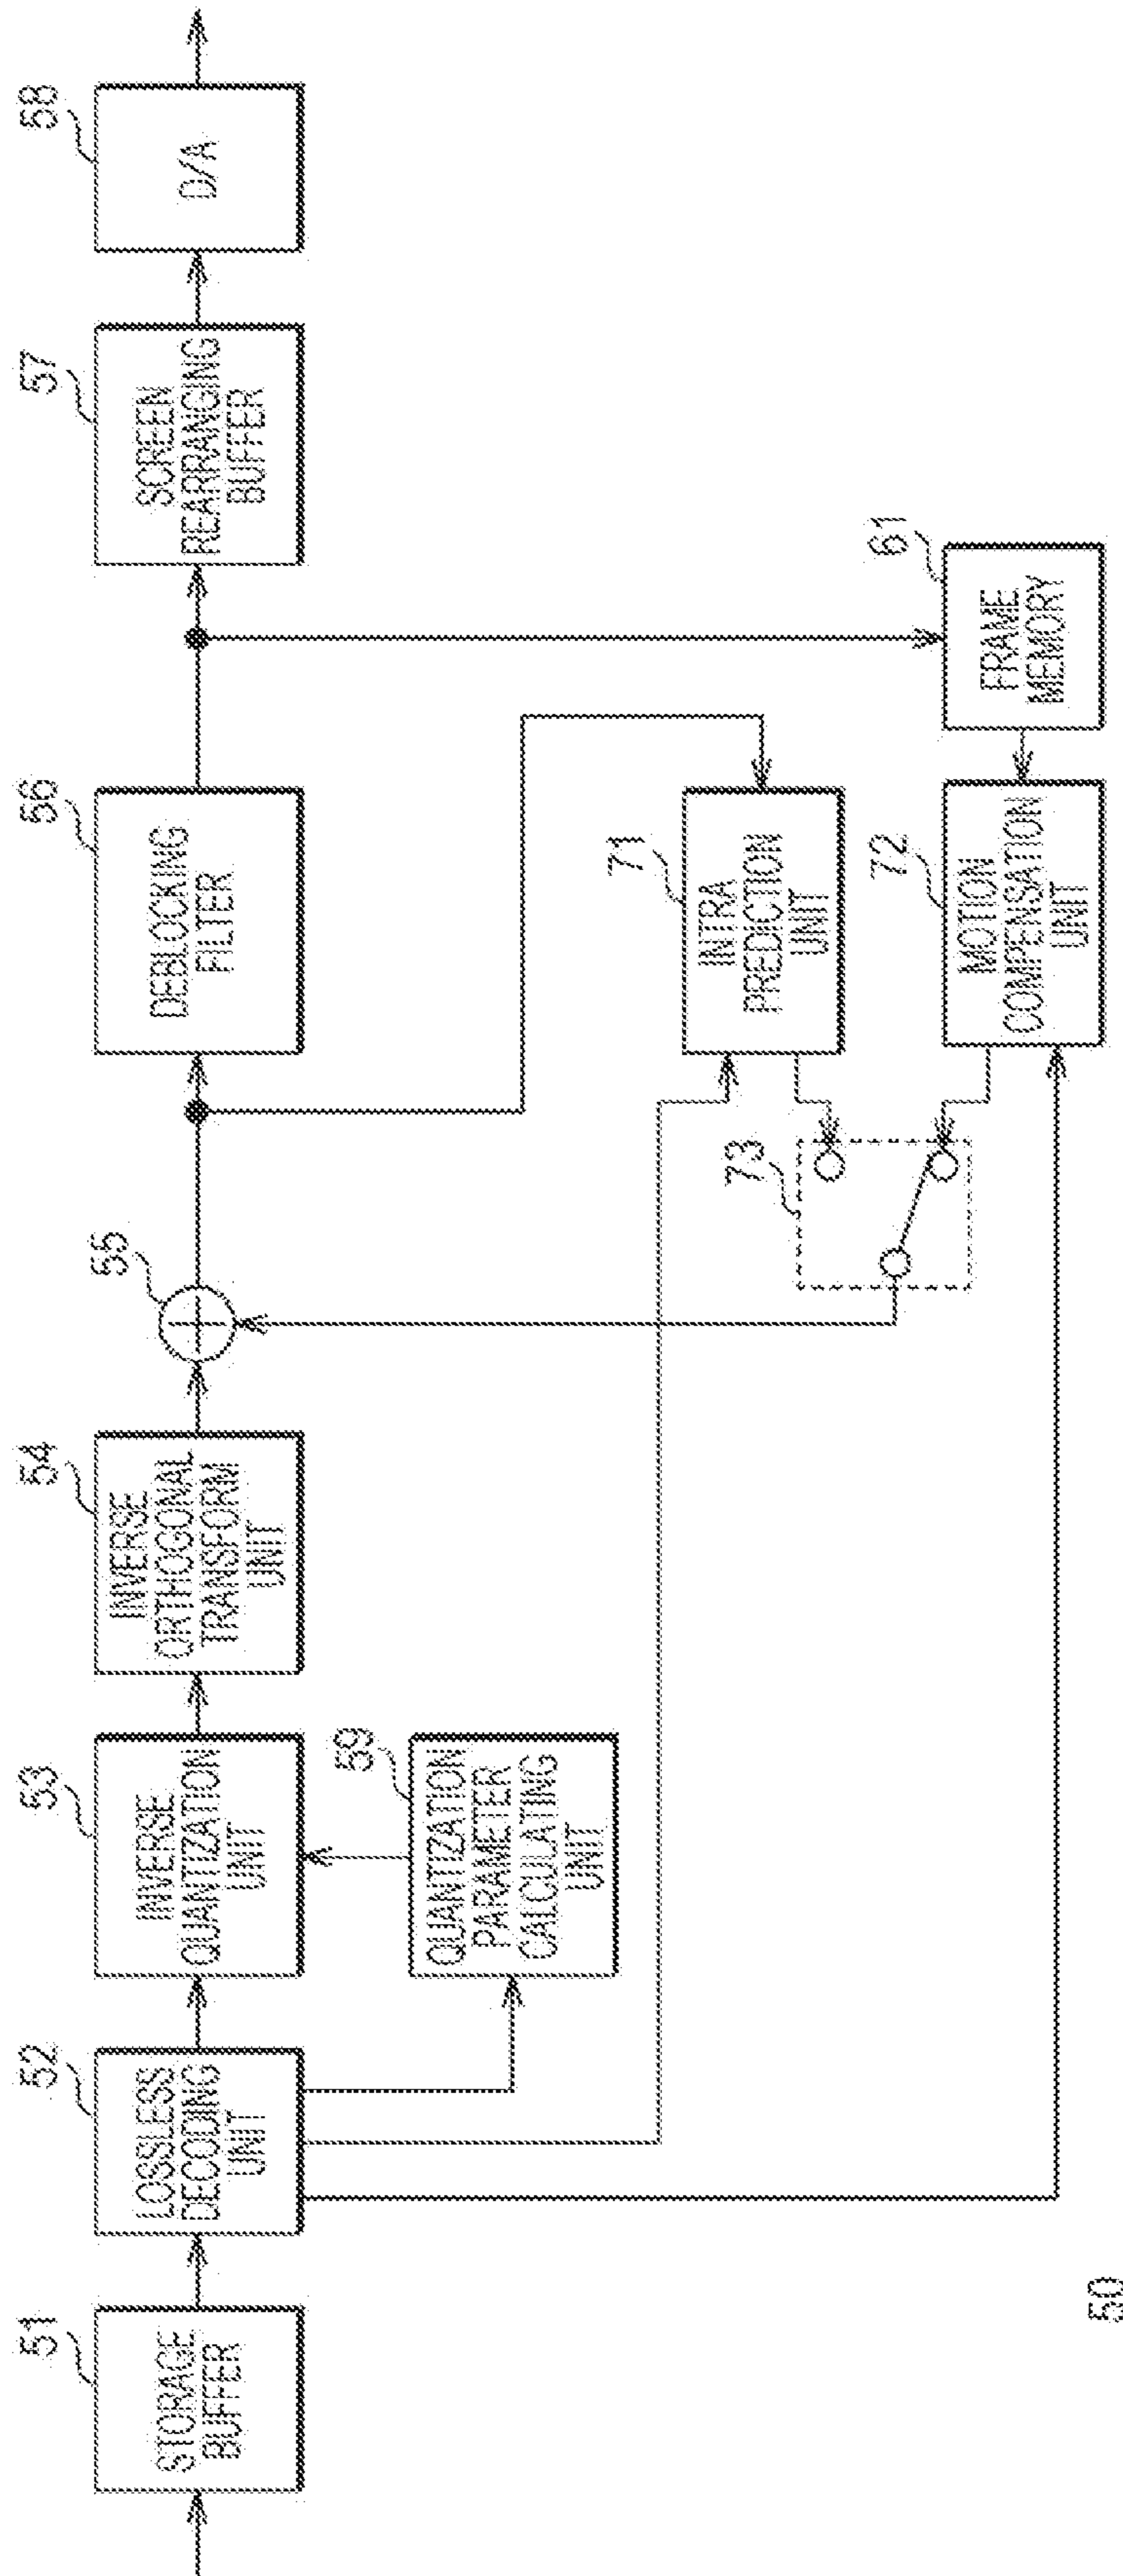 51
STORAGE
BUFFER
52
LOSSLESS
DECODING
UNIT
53
INVERSE
QUANTIZATION
UNIT
54
INVERSE
ORTHOGONAL
TRANSFORM
UNIT
55
56
DEBLOCKING
FILTER
57
SCREEN
REARRANGING
BUFFER
58
D/A
59
QUANTIZATION
PARAMETER
CALCULATING
UNIT
73
71
INTRA
PREDICTION
UNIT
61
FRAME
MEMORY
72
MOTION
COMPENSATION
UNIT
50